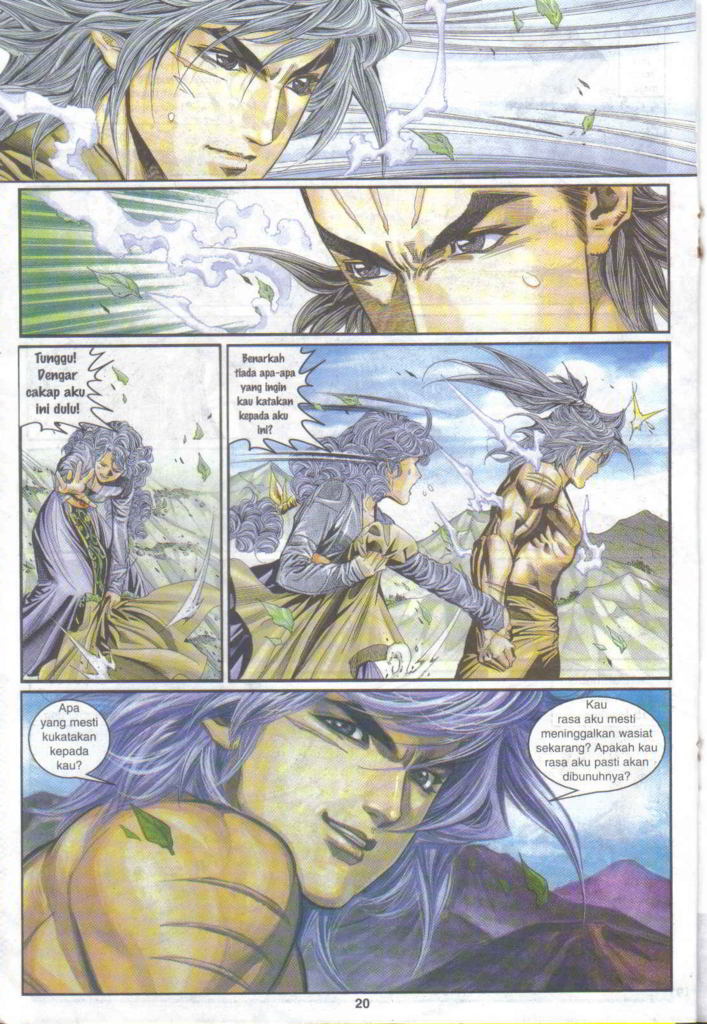 Tunggu!
Dengar
cakap aku
ini dulu!
Benarkah
tiada apa-apa
yang ingin
kau katakan
kepada aku
ini?
Apa
yang mesti
kukatakan
kepada
kau?
Kau
rasa aku mesti
meninggalkan wasiat
sekarang? Apakah kau
rasa aku pasti akan
dibunuhnya?
20